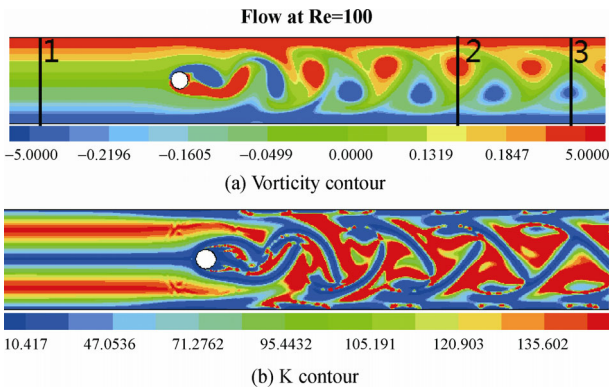 Flow at Re=100
1 2 3
−5.0000 −0.2196 −0.1605 −0.0499 0.0000 0.1319 0.1847 5.0000
(a) Vorticity contour
10.417 47.0536 71.2762 95.4432 105.191 120.903 135.602
(b) K contour